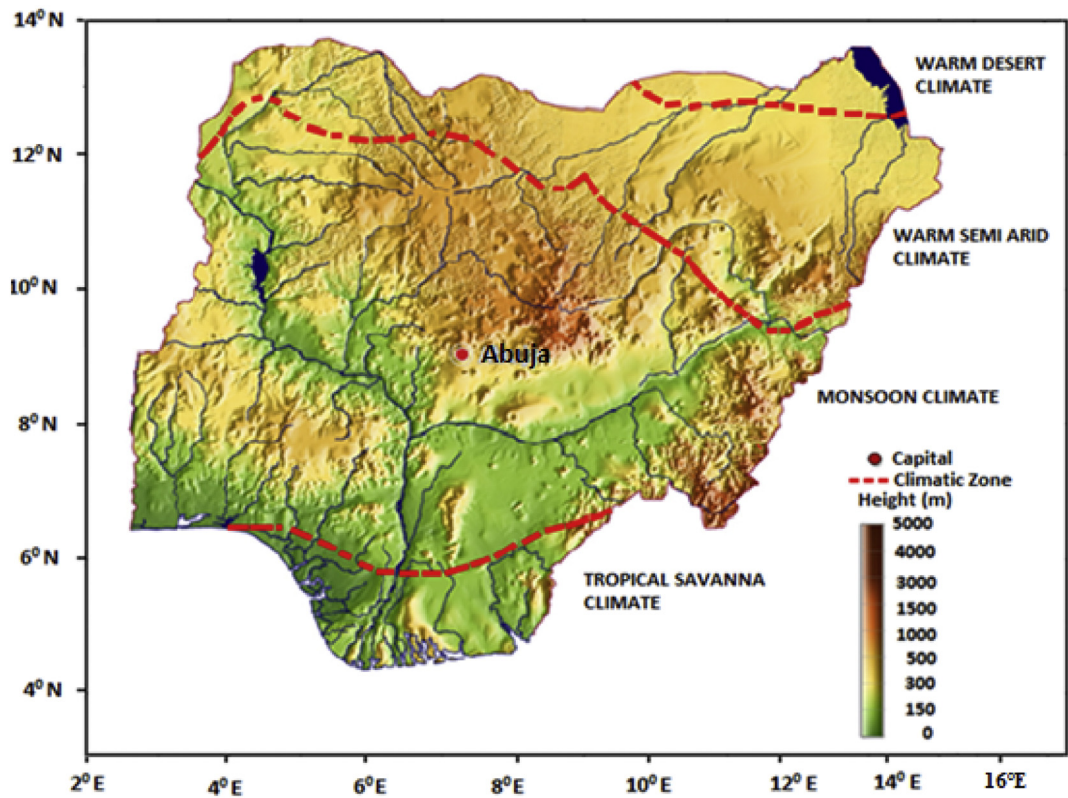 14⁰ N
12⁰ N
10⁰ N
8⁰ N
6⁰ N
4⁰ N
WARM DESERT
CLIMATE
WARM SEMI ARID
CLIMATE
Abuja
MONSOON CLIMATE
Capital
Climatic Zone
Height (m)
5000
4000
3000
1500
1000
500
300
150
0
TROPICAL SAVANNA
CLIMATE
2⁰ E
4⁰ E
6⁰ E
8⁰ E
10⁰ E
12⁰ E
14⁰ E
16°E